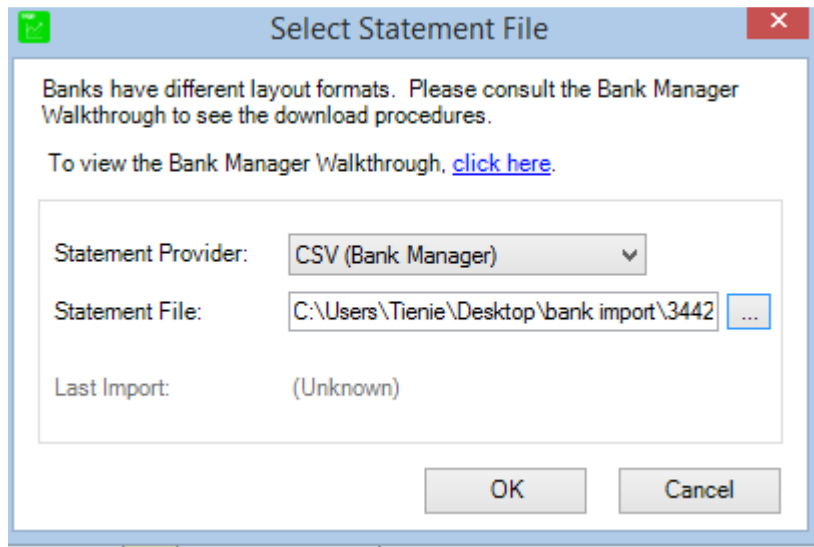 Select Statement File
Banks have different layout formats. Please consult the Bank Manager
Walkthrough to see the download procedures.
To view the Bank Manager Walkthrough, click here.
Statement Provider: CSV (Bank Manager)
Statement File: C:\Users\Tienie\Desktop\bank import\3442 ...
Last Import: (Unknown)
OK Cancel